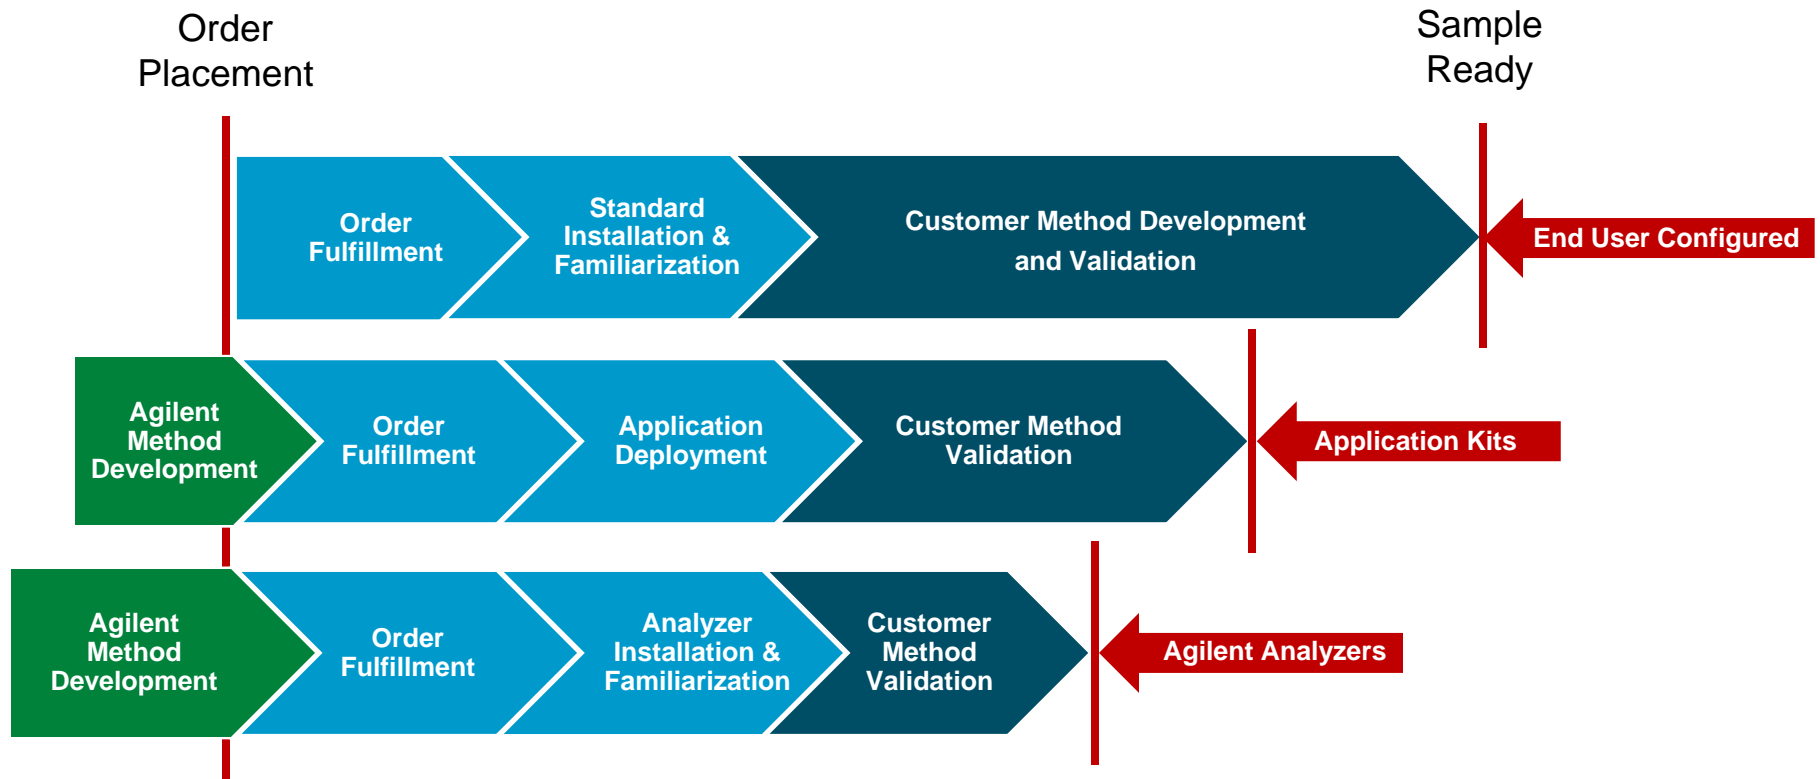 Order
Placement
Sample
Ready
Order
Fulfillment
Standard
Installation &
Familiarization
Customer Method Development
and Validation
End User Configured
Agilent
Method
Development
Order
Fulfillment
Application
Deployment
Customer Method
Validation
Application Kits
Agilent
Method
Development
Order
Fulfillment
Analyzer
Installation &
Familiarization
Customer
Method
Validation
Agilent Analyzers